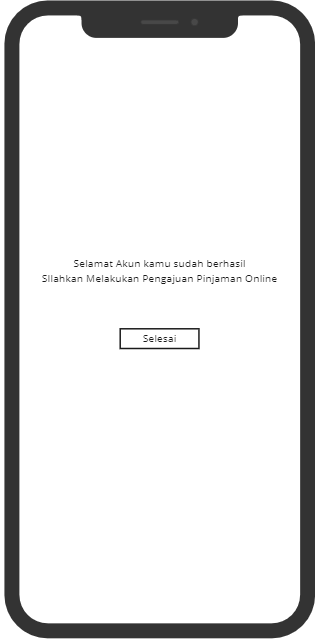 Selamat Akun kamu sudah berhasil
SIlahkan Melakukan Pengajuan Pinjaman Online
Selesai